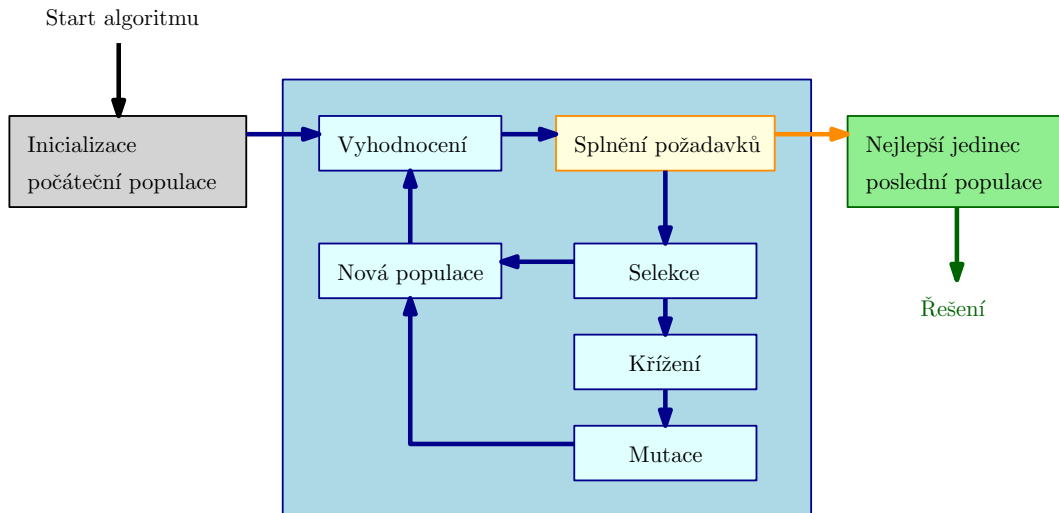 Start algoritmu
Inicializace
počáteční populace
Vyhodnocení
Splnění požadavků
Nejlepší jedinec
poslední populace
Nová populace
Selekce
Řešení
Křížení
Mutace